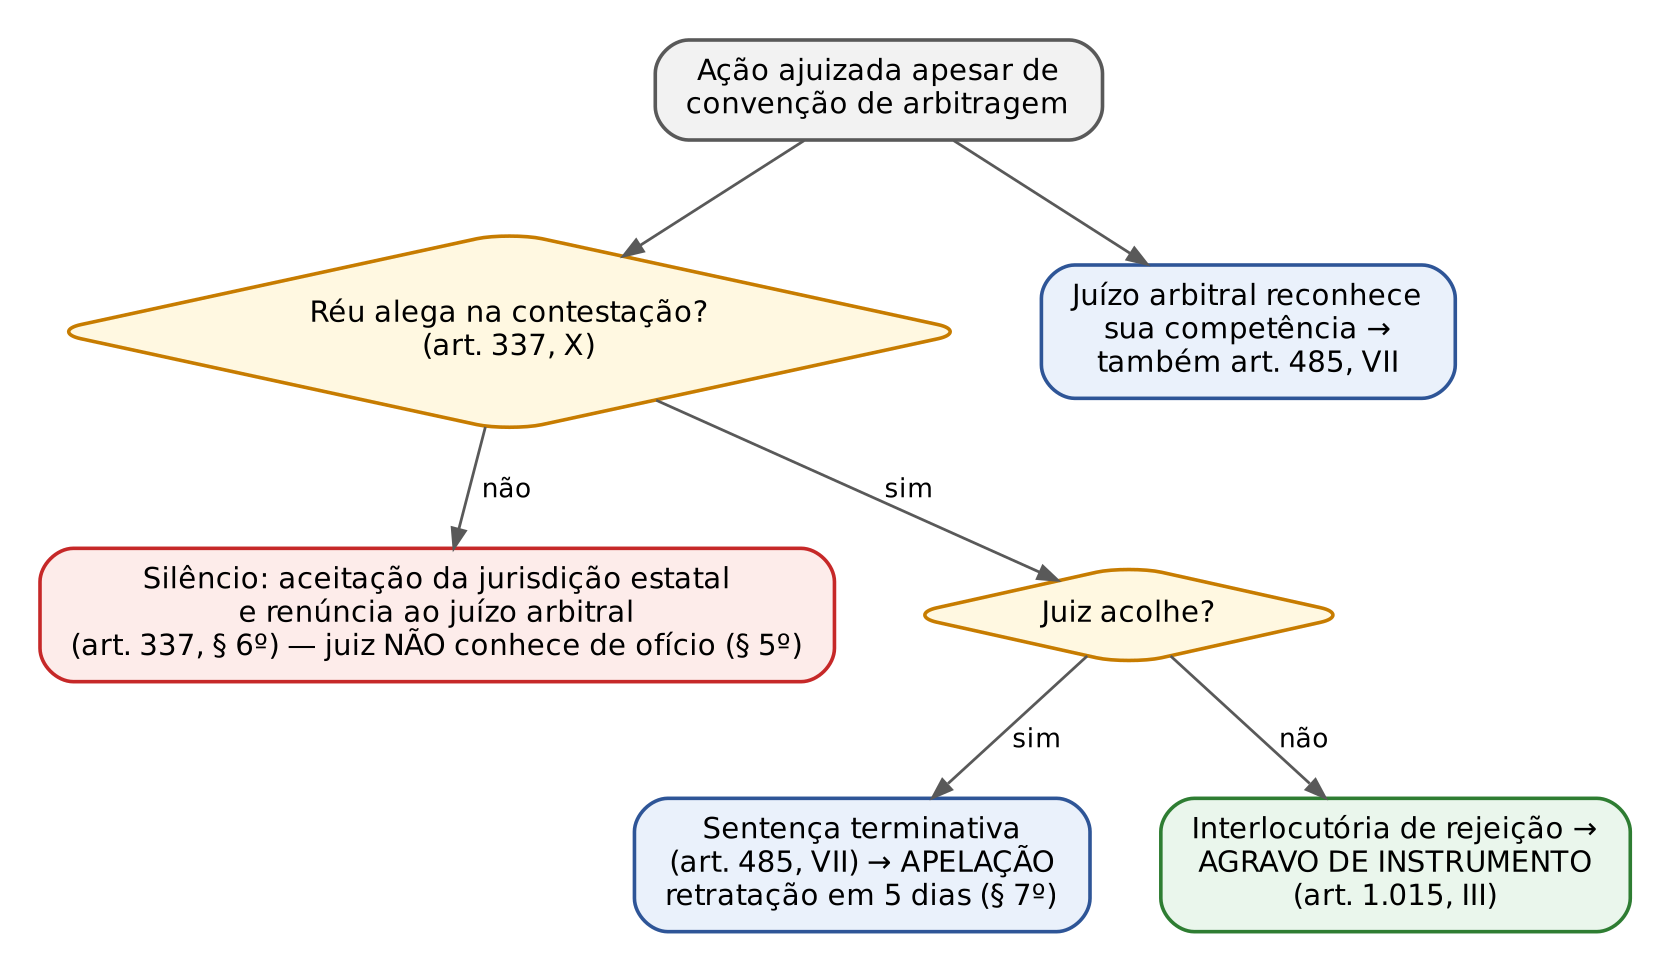 Ação ajuizada apesar de
convenção de arbitragem
Réu alega na contestação?
(art. 337, X)
Juízo arbitral reconhece
sua competência →
também art. 485, VII
não
sim
Silêncio: aceitação da jurisdição estatal
e renúncia ao juízo arbitral
(art. 337, § 6º) — juiz NÃO conhece de ofício (§ 5º)
Juiz acolhe?
sim
não
Sentença terminativa
(art. 485, VII) → APELAÇÃO
retratação em 5 dias (§ 7º)
Interlocutória de rejeição →
AGRAVO DE INSTRUMENTO
(art. 1.015, III)